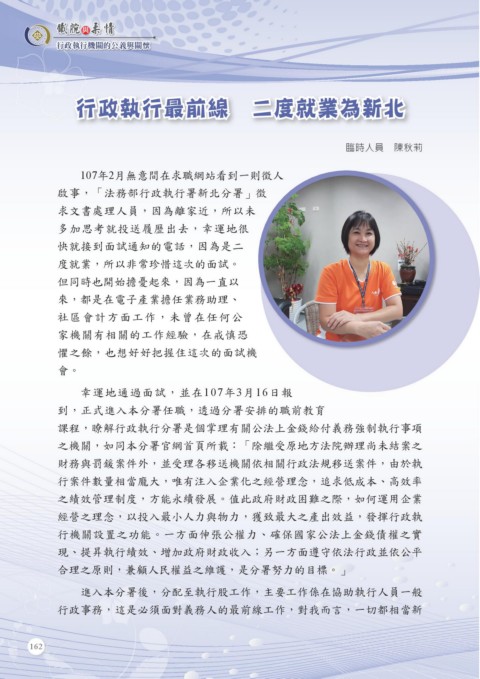 鐵腕與柔情
行政執行機關的公義與關懷
行政執行最前線　二度就業為新北
臨時人員　陳秋莉
107年2月無意間在求職網站看到一則徵人
啟事，「法務部行政執行署新北分署」徵
求文書處理人員，因為離家近，所以未
多加思考就投送履歷出去，幸運地很
快就接到面試通知的電話，因為是二
度就業，所以非常珍惜這次的面試。
但同時也開始擔憂起來，因為一直以
來，都是在電子產業擔任業務助理、
社區會計方面工作，未曾在任何公
家機關有相關的工作經驗，在戒慎恐
懼之餘，也想好好把握住這次的面試機
會。
幸運地通過面試，並在107年3月16日報
到，正式進入本分署任職，透過分署安排的職前教育
課程，瞭解行政執行分署是個掌理有關公法上金錢給付義務強制執行事項
之機關，如同本分署官網首頁所載：「除繼受原地方法院辦理尚未結案之
財務與罰鍰案件外，並受理各移送機關依相關行政法規移送案件，由於執
行案件數量相當龐大，唯有注入企業化之經營理念，追求低成本、高效率
之績效管理制度，方能永續發展。值此政府財政困難之際，如何運用企業
經營之理念，以投入最小人力與物力，獲致最大之產出效益，發揮行政執
行機關設置之功能。一方面伸張公權力、確保國家公法上金錢債權之實
現、提昇執行績效、增加政府財政收入；另一方面遵守依法行政並依公平
合理之原則，兼顧人民權益之維護，是分署努力的目標。」
進入本分署後，分配至執行股工作，主要工作係在協助執行人員一般
行政事務，這是必須面對義務人的最前線工作，對我而言，一切都相當新
162